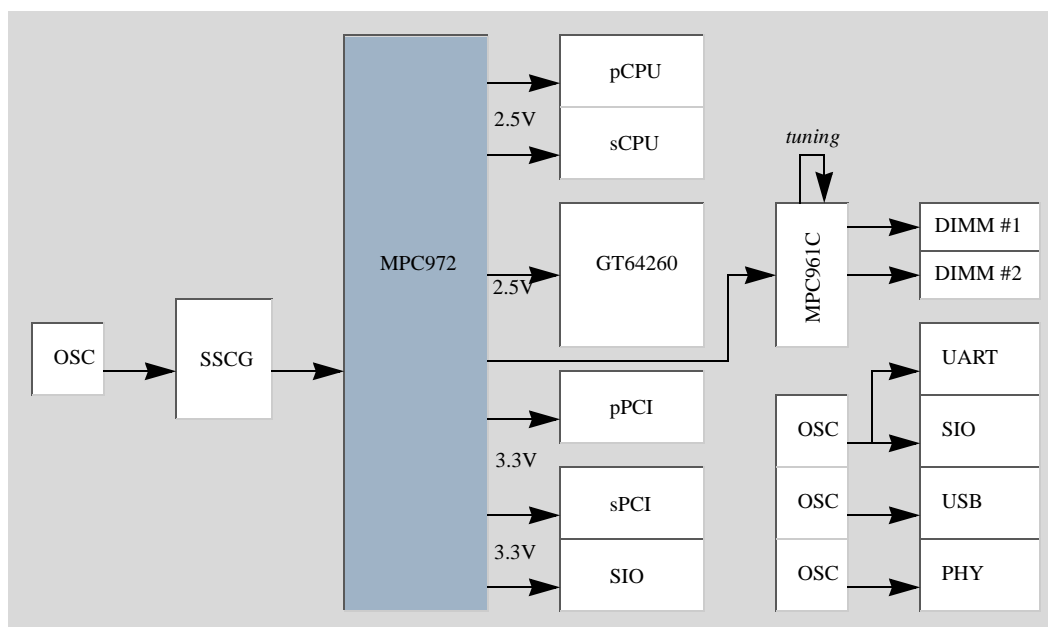 OSC
SSCG
MPC972
pCPU
2.5V
sCPU
GT64260
2.5V
pPCI
3.3V
sPCI
3.3V
SIO
tuning
MPC961C
DIMM #1
DIMM #2
OSC
UART
SIO
OSC
USB
OSC
PHY